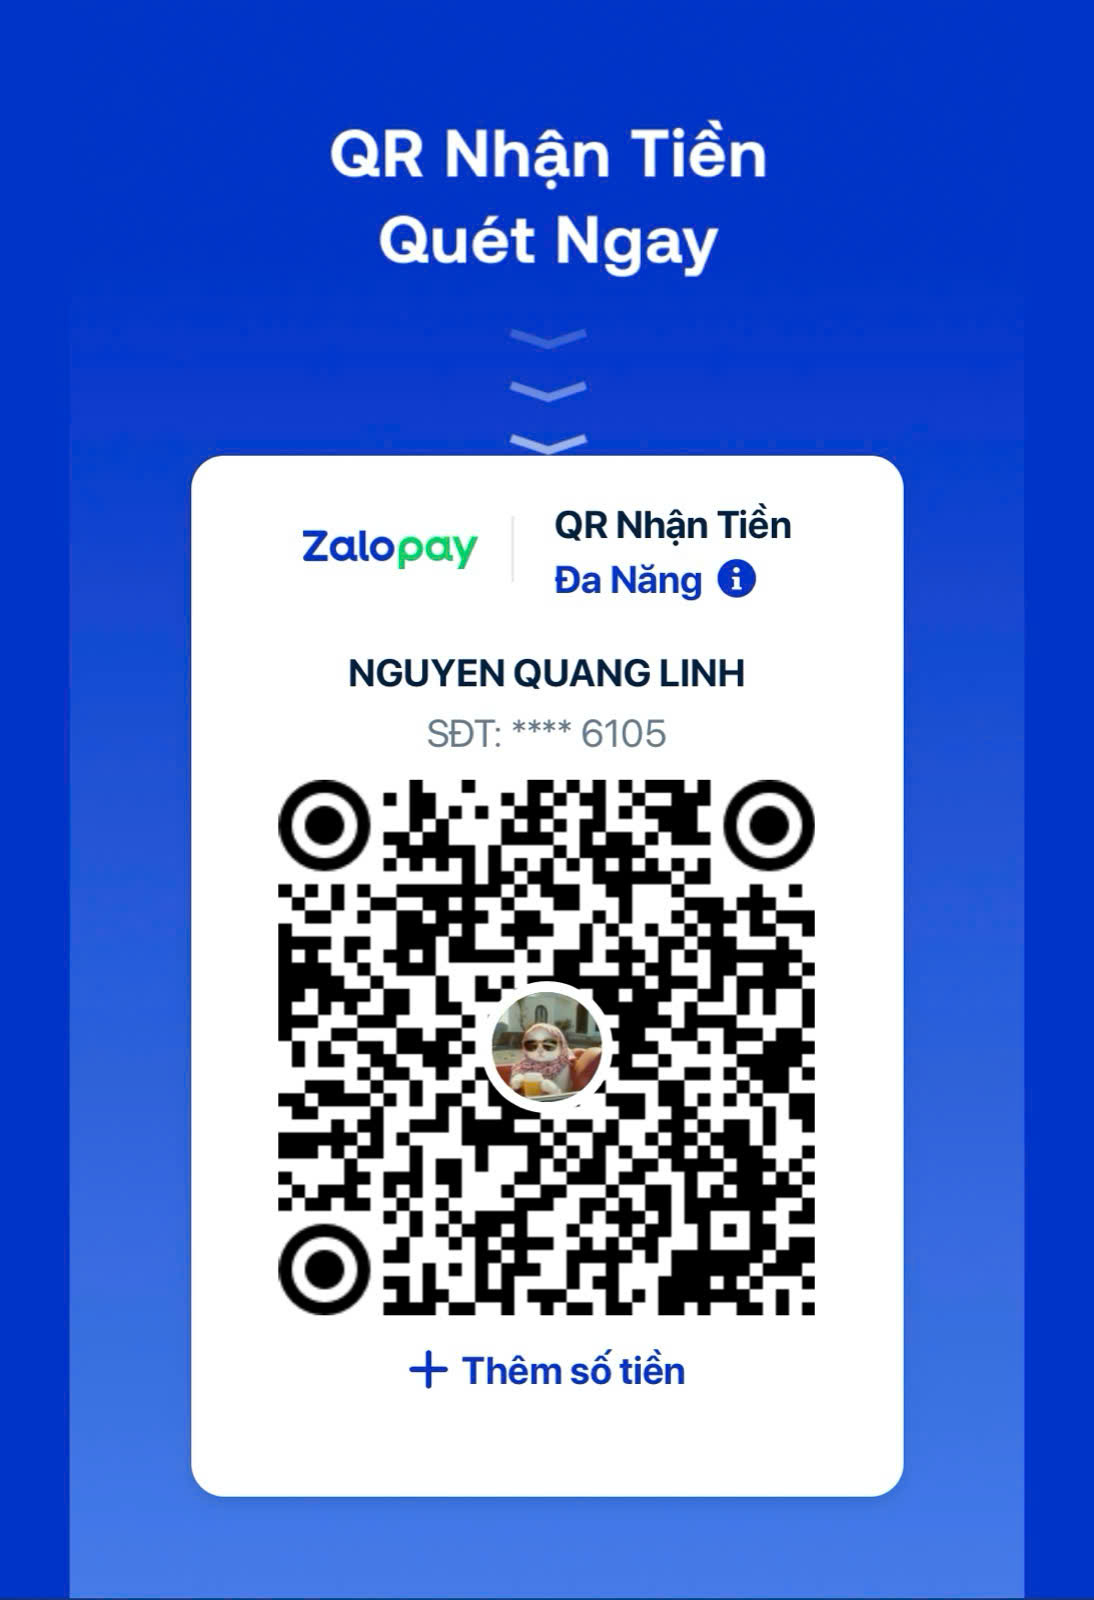 QR Nhận Tiền
Quét Ngay
Zalopay
QR Nhận Tiền
Đa Năng
NGUYEN QUANG LINH
SĐT: **** 6105
+ Thêm số tiền